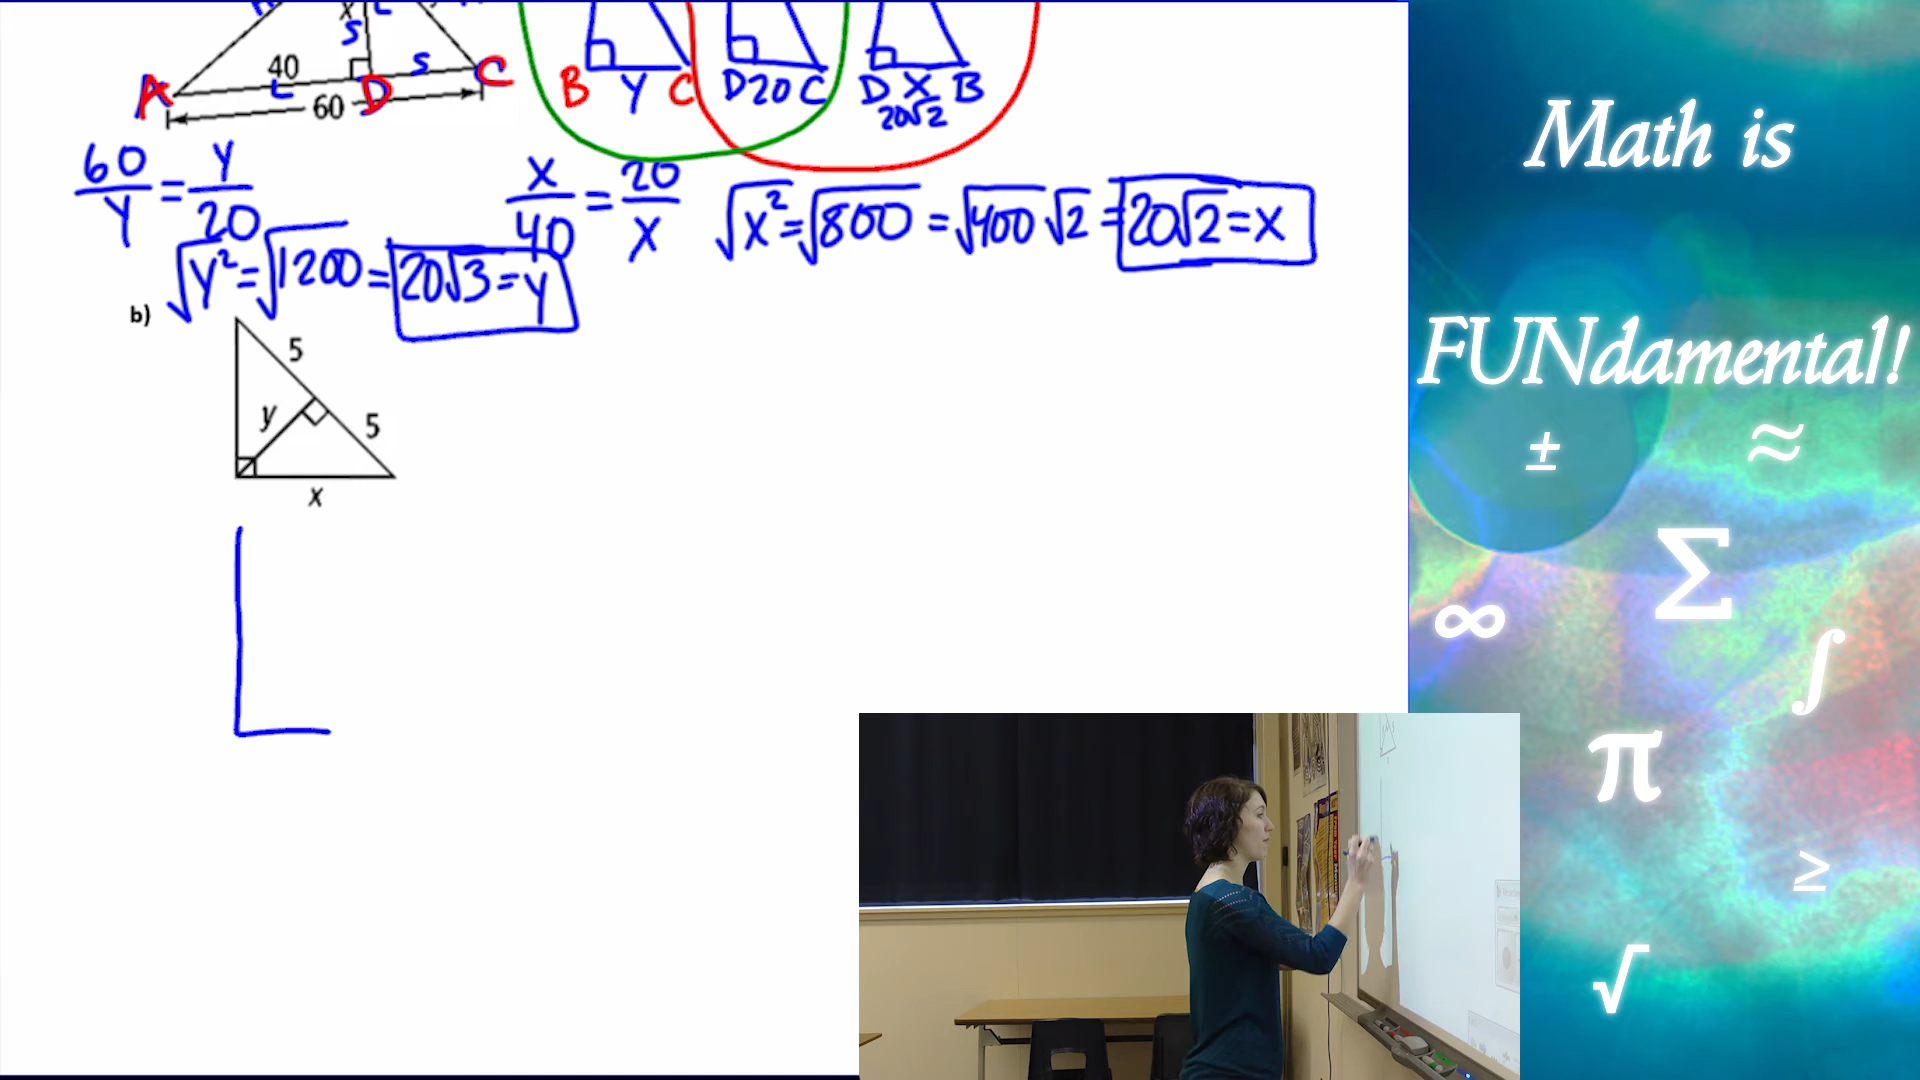 x L
S
40 S
A L D C
60
B Y C D 20 C D X B
20√2
60/Y = Y/20
X/40 = 20/X √X² = √800 = √400 √2 = 20√2 = X
√Y² = √1200 = 20√3 = Y
b)
5
y 5
x
Math is
FUNdamental!
± ≈
Σ
∞
∫
π
≥
√